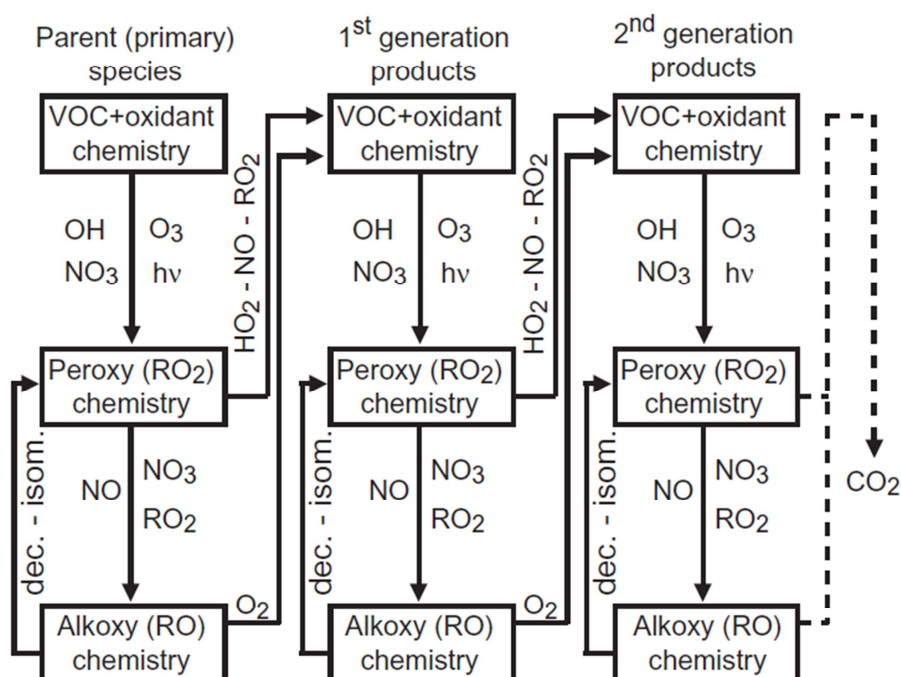 Parent (primary)
species
VOC+oxidant
chemistry
OH
O3
NO3
hν
Peroxy (RO2)
chemistry
NO
NO3
RO2
dec. - isom.
Alkoxy (RO)
chemistry
HO2 - NO - RO2
O2
1st generation
products
VOC+oxidant
chemistry
OH
O3
NO3
hν
Peroxy (RO2)
chemistry
NO
NO3
RO2
dec. - isom.
Alkoxy (RO)
chemistry
HO2 - NO - RO2
O2
2nd generation
products
VOC+oxidant
chemistry
OH
O3
NO3
hν
Peroxy (RO2)
chemistry
NO
NO3
RO2
dec. - isom.
Alkoxy (RO)
chemistry
CO2